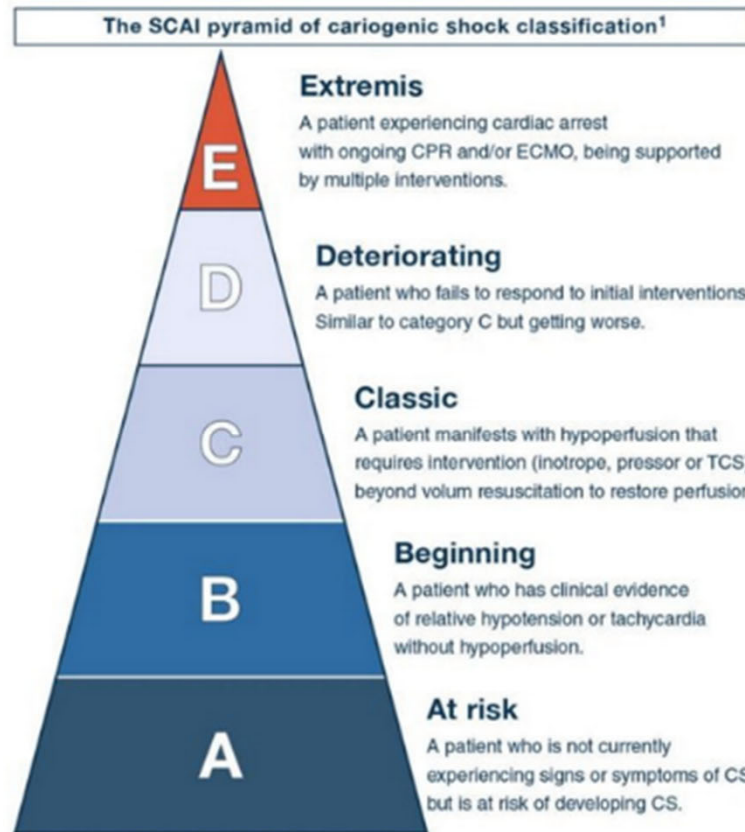 The SCAI pyramid of cariogenic shock classification¹
E
Extremis
A patient experiencing cardiac arrest
with ongoing CPR and/or ECMO, being supported
by multiple interventions.
D
Deteriorating
A patient who fails to respond to initial interventions
Similar to category C but getting worse.
C
Classic
A patient manifests with hypoperfusion that
requires intervention (inotrope, pressor or TCS
beyond volum resuscitation to restore perfusion
B
Beginning
A patient who has clinical evidence
of relative hypotension or tachycardia
without hypoperfusion.
A
At risk
A patient who is not currently
experiencing signs or symptoms of CS
but is at risk of developing CS.